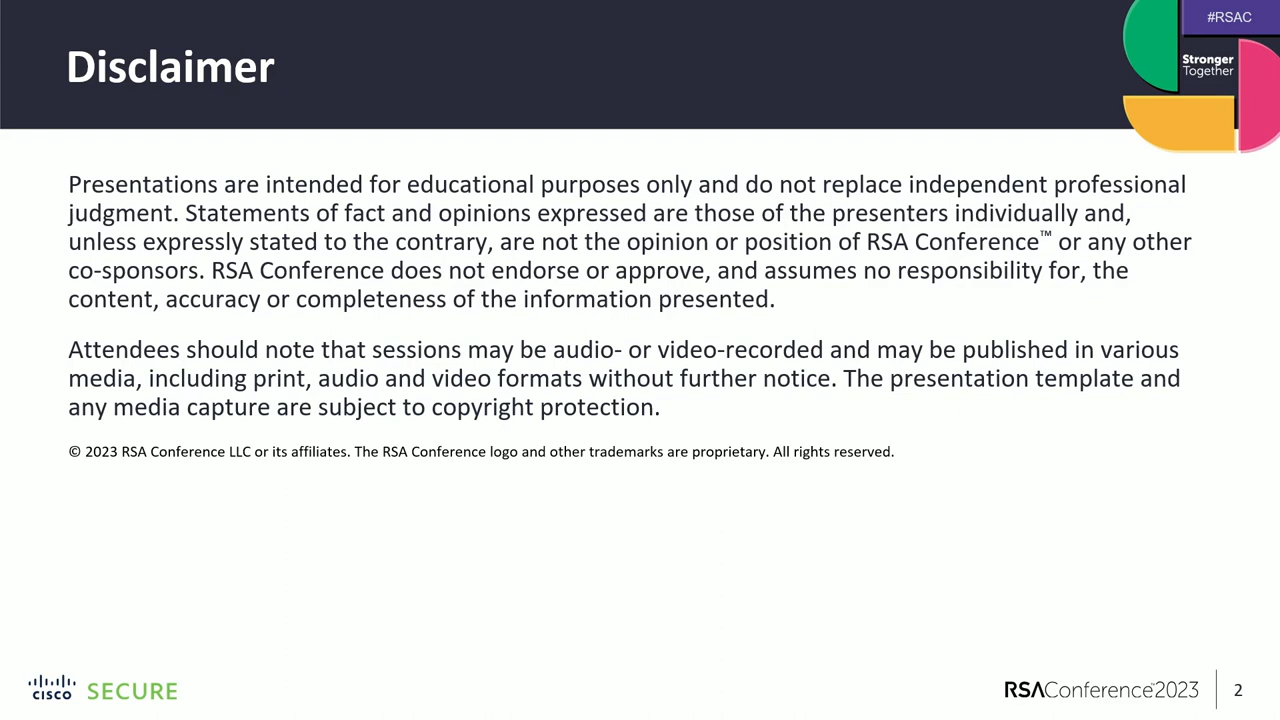 #RSAC
Disclaimer
Stronger
Together
Presentations are intended for educational purposes only and do not replace independent professional
judgment. Statements of fact and opinions expressed are those of the presenters individually and,
unless expressly stated to the contrary, are not the opinion or position of RSA Conference™ or any other
co-sponsors. RSA Conference does not endorse or approve, and assumes no responsibility for, the
content, accuracy or completeness of the information presented.
Attendees should note that sessions may be audio- or video-recorded and may be published in various
media, including print, audio and video formats without further notice. The presentation template and
any media capture are subject to copyright protection.
© 2023 RSA Conference LLC or its affiliates. The RSA Conference logo and other trademarks are proprietary. All rights reserved.
CISCO SECURE
RSAConference™2023
2